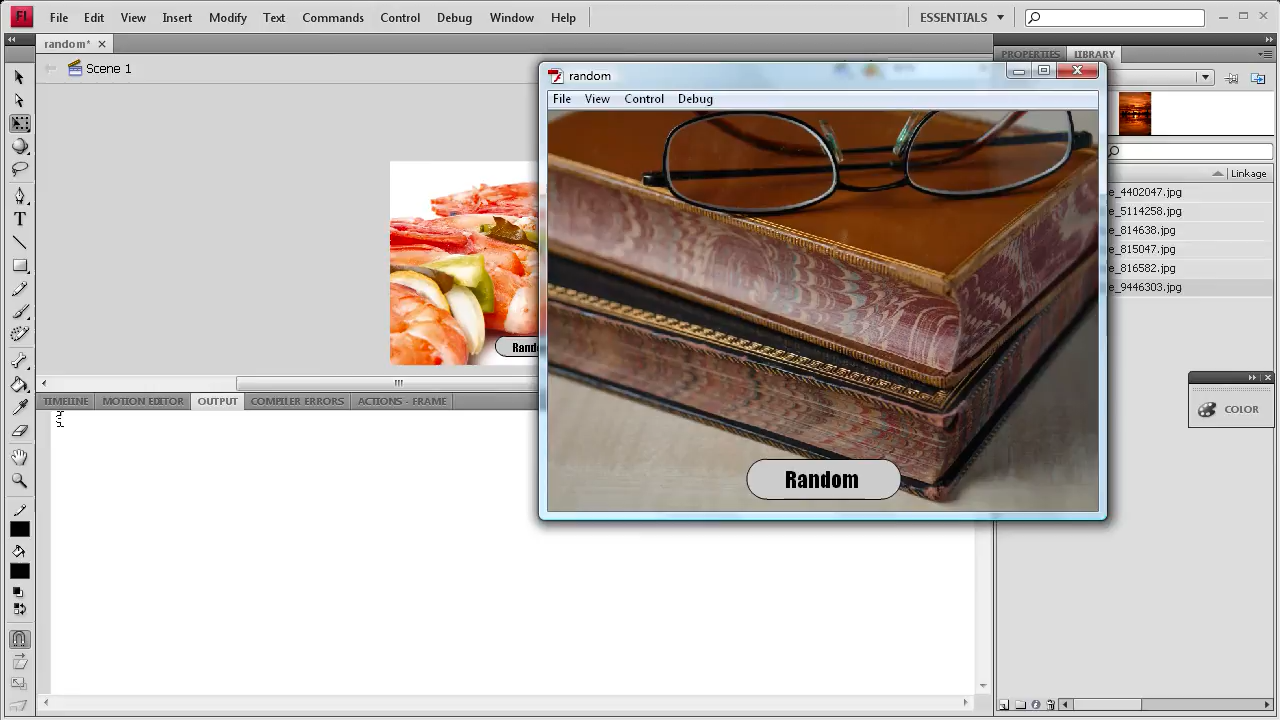 Fl File Edit View Insert Modify Text Commands Control Debug Window Help ESSENTIALS
random*
Scene 1
PROPERTIES LIBRARY
random
File View Control Debug
Linkage
e_4402047.jpg
e_5114258.jpg
e_814638.jpg
e_815047.jpg
e_816582.jpg
e_9446303.jpg
Rand
TIMELINE MOTION EDITOR OUTPUT COMPILER ERRORS ACTIONS - FRAME
COLOR
Random